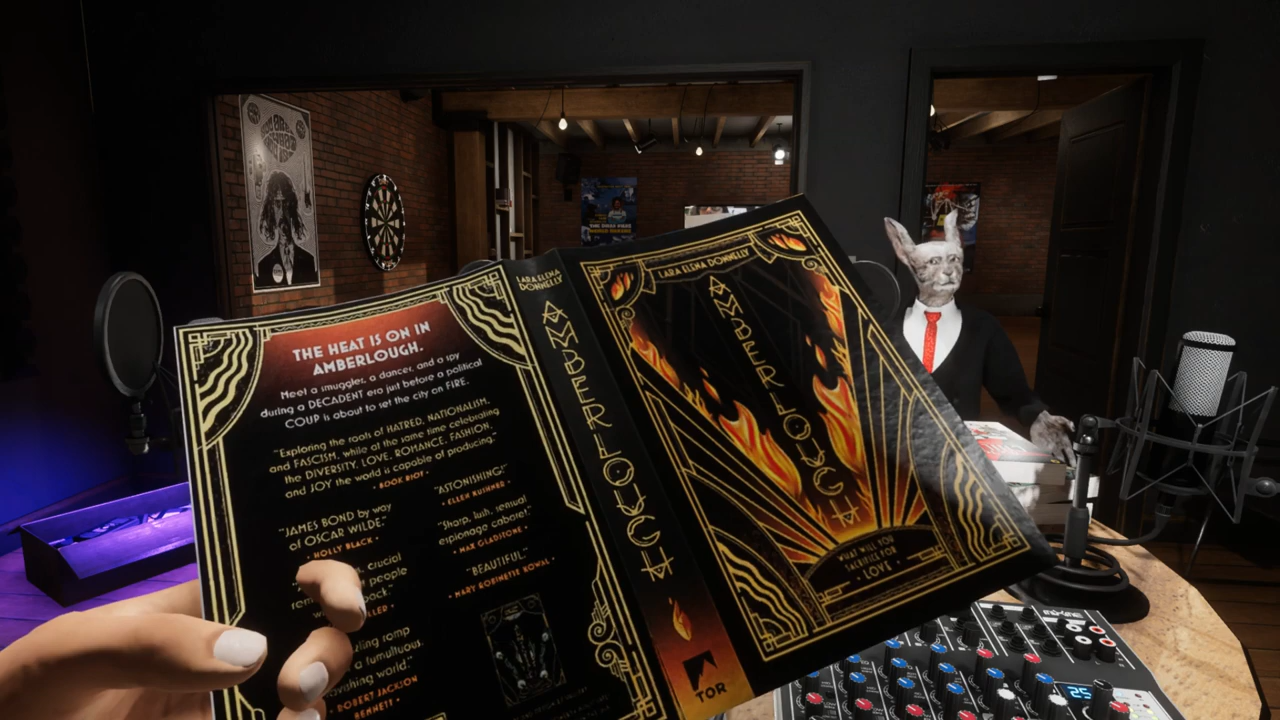 THE HEAT IS ON IN
AMBERLOUGH.
Meet a smuggler, a dancer, and a spy
during a DECADENT era just before a political
COUP is about to set the city on FIRE.
"Exploring the roots of HATRED, NATIONALISM,
and FASCISM, while at the same time celebrating
the DIVERSITY, LOVE, ROMANCE, FASHION,
and JOY the world is capable of producing."
• BOOK RIOT •
"JAMES BOND by way
of OSCAR WILDE."
• HOLLY BLACK •
crucial
people
"ASTONISHING!"
• ELLEN KUSHNER •
"Sharp, lush, sensual
espionage cabaret."
• MAX GLADSTONE •
"BEAUTIFUL."
• MARY ROBINETTE KOWAL •
romp
a tumultuous,
world."
• ROBERT JACKSON
BENNETT •
LARA ELENA
DONNELLY
AMBERLOUGH
TOR
LARA ELENA DONNELLY
AMBERLOUGH
WHAT WILL YOU
SACRIFICE FOR
• LOVE •
25